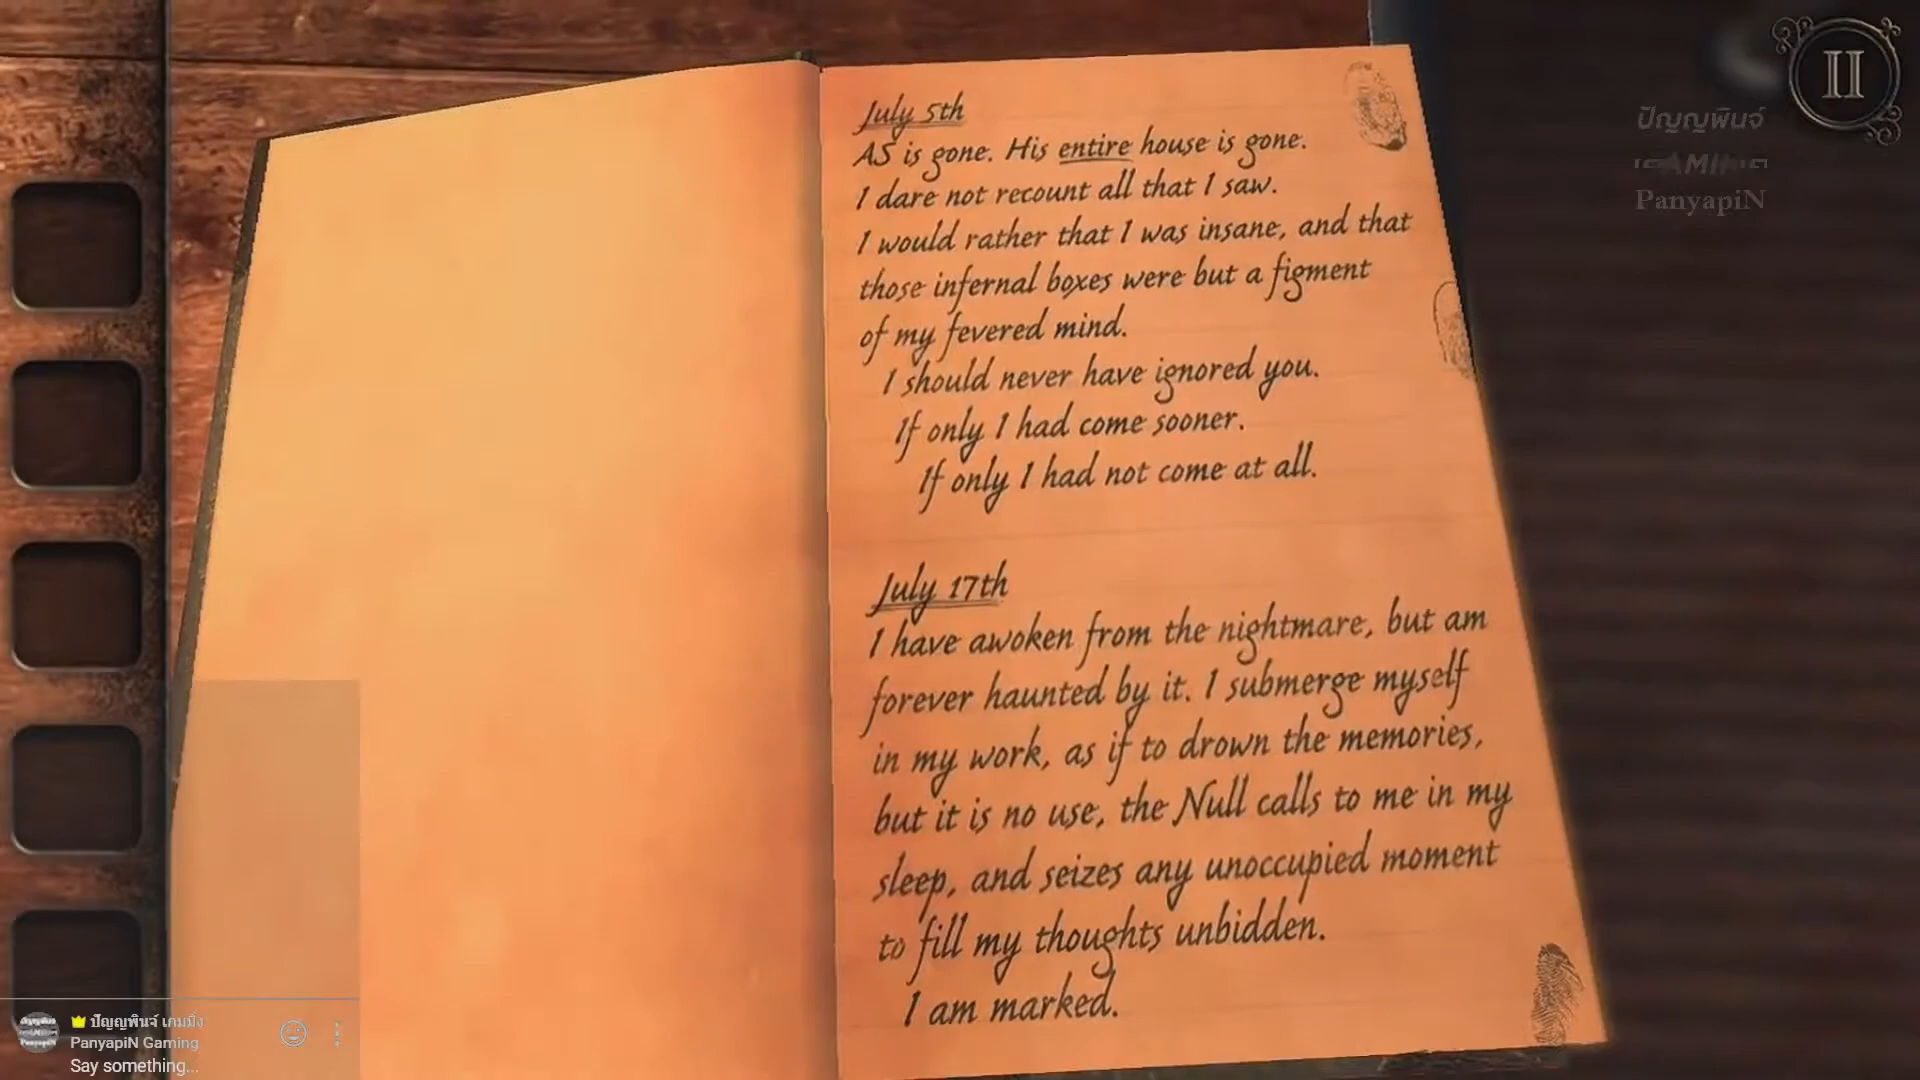 July 5th
AS is gone. His entire house is gone.
I dare not recount all that I saw.
I would rather that I was insane, and that
those infernal boxes were but a figment
of my fevered mind.
I should never have ignored you.
If only I had come sooner.
If only I had not come at all.
July 17th
I have awoken from the nightmare, but am
forever haunted by it. I submerge myself
in my work, as if to drown the memories,
but it is no use, the Null calls to me in my
sleep, and seizes any unoccupied moment
to fill my thoughts unbidden.
I am marked.
II
ปัญญพินจ์
PanyapiN
ปัญญพินจ์ เกมมิ่ง
PanyapiN Gaming
Say something...